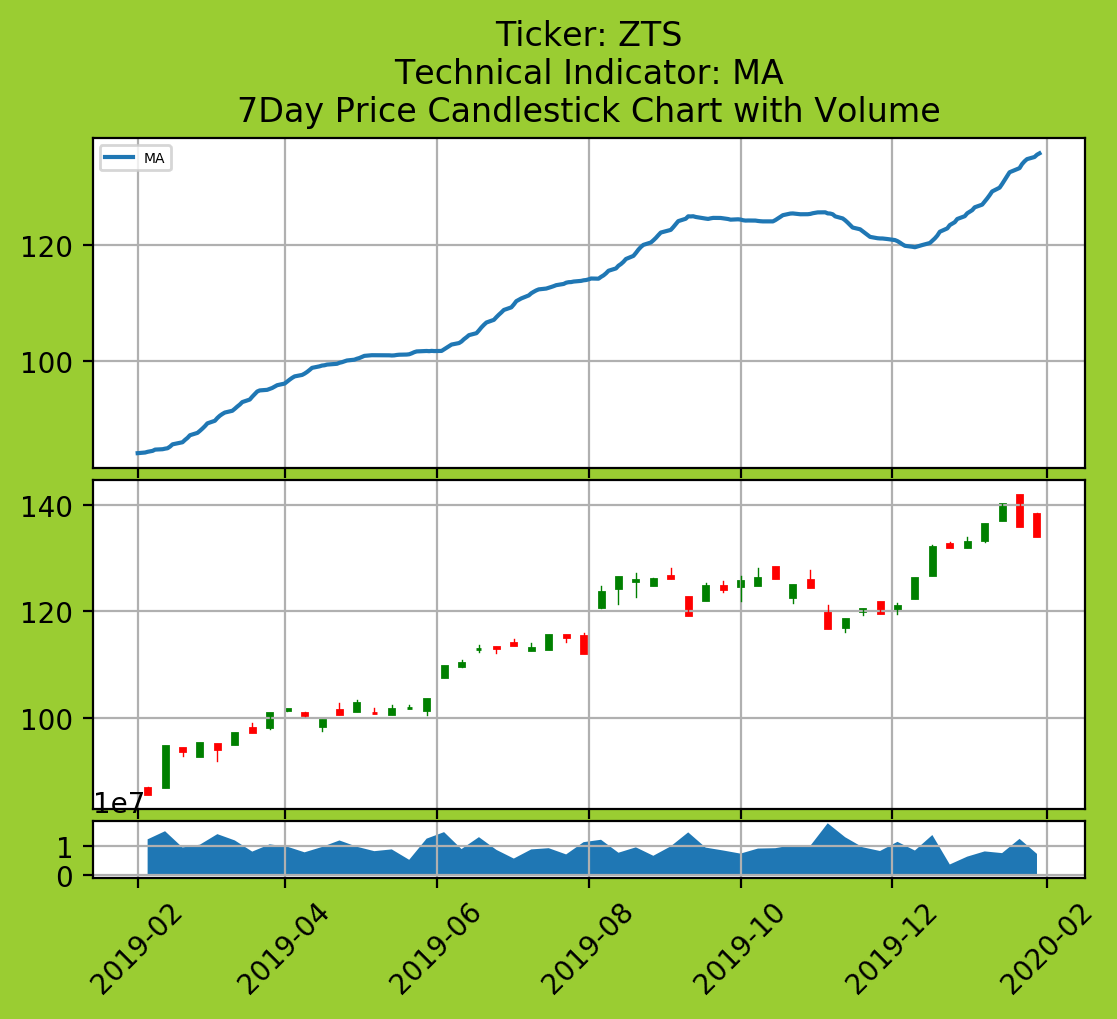 Ticker: ZTS
Technical Indicator: MA
7Day Price Candlestick Chart with Volume
MA
120
100
140
120
100
1e7
1
0
2019-02
2019-04
2019-06
2019-08
2019-10
2019-12
2020-02